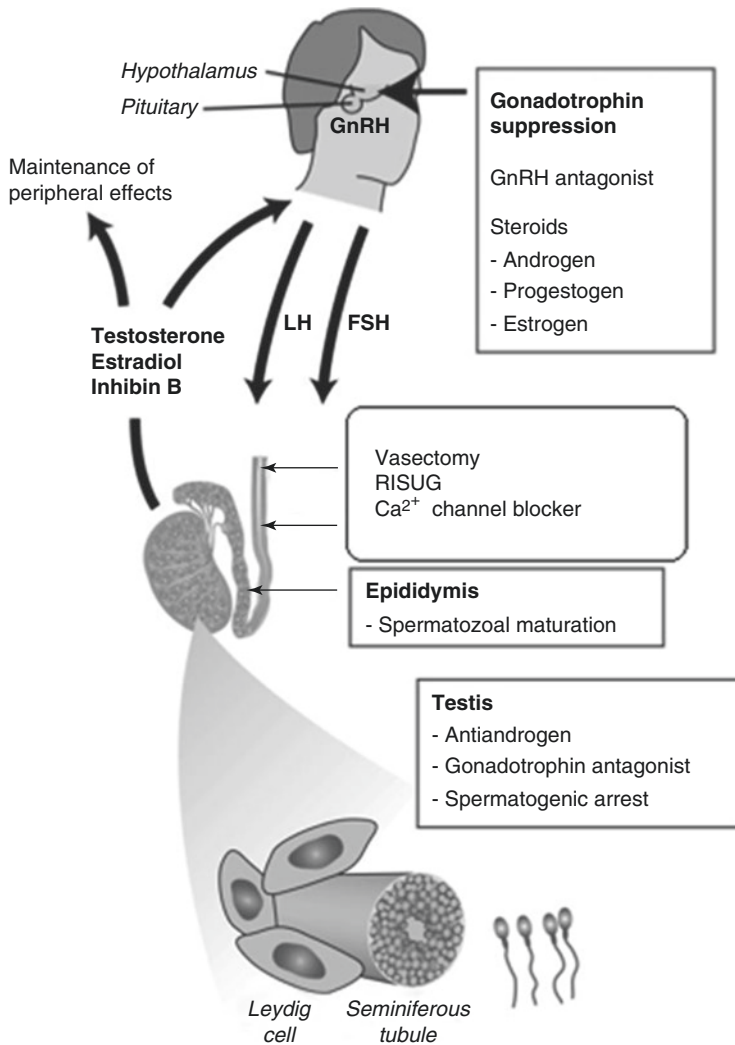 Hypothalamus
Pituitary
GnRH
Gonadotrophin
suppression
GnRH antagonist
Steroids
- Androgen
- Progestogen
- Estrogen
Maintenance of
peripheral effects
LH
FSH
Testosterone
Estradiol
Inhibin B
Vasectomy
RISUG
Ca²⁺ channel blocker
Epididymis
- Spermatozoal maturation
Testis
- Antiandrogen
- Gonadotrophin antagonist
- Spermatogenic arrest
Leydig
cell
Seminiferous
tubule